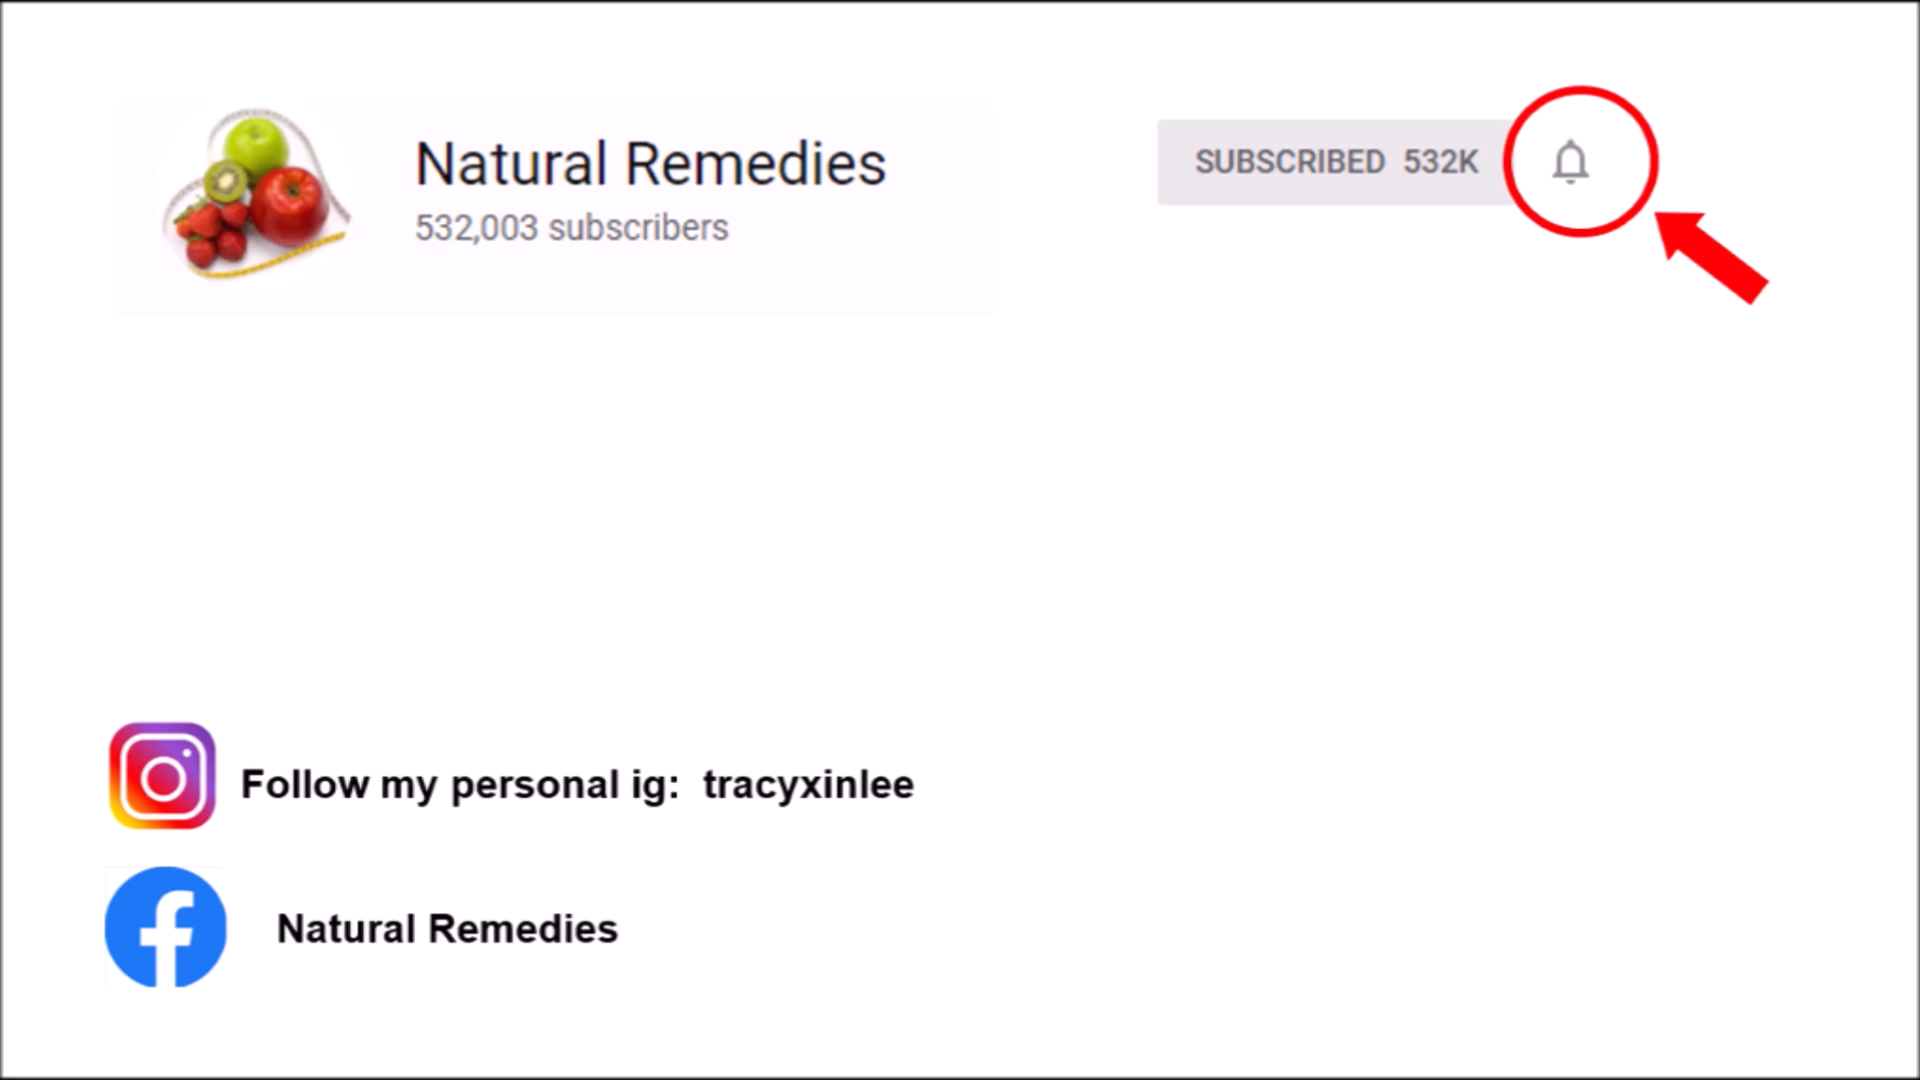 Natural Remedies
532,003 subscribers
SUBSCRIBED 532K
Follow my personal ig: tracyxinlee
Natural Remedies